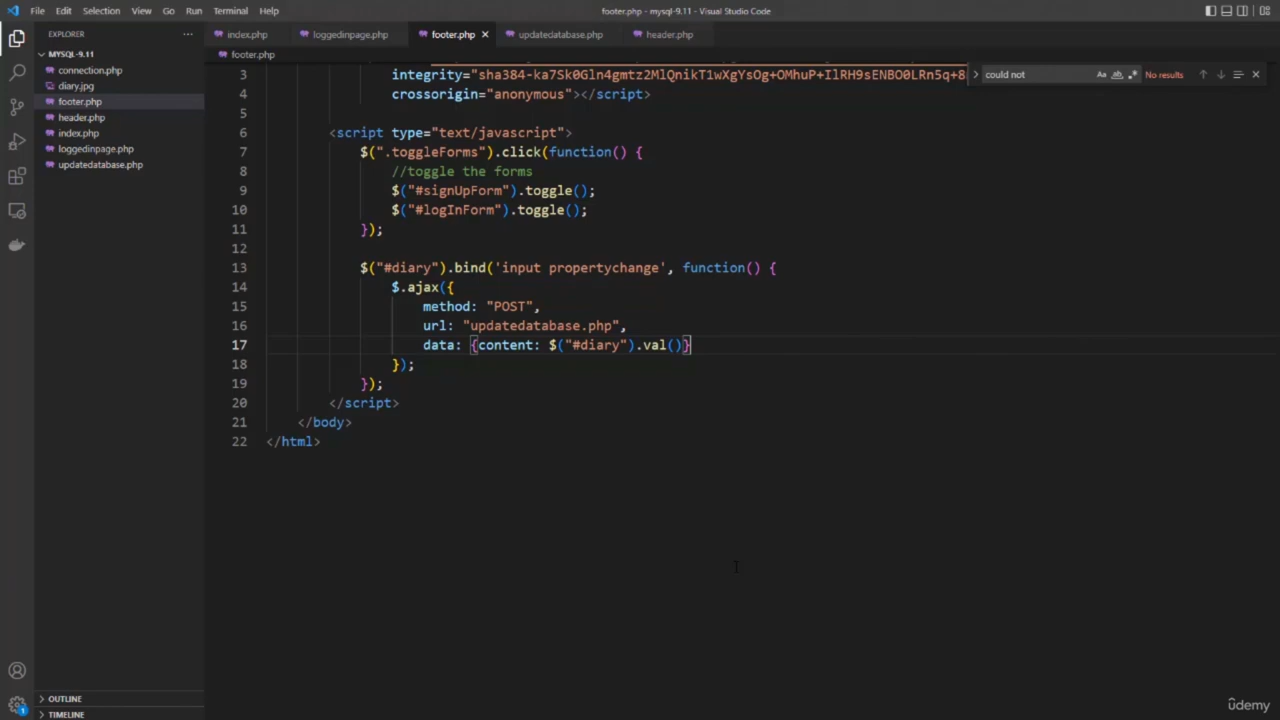 File Edit Selection View Go Run Terminal Help footer.php - mysql-9.11 - Visual Studio Code
EXPLORER
index.php loggedinpage.php footer.php updatedatabase.php header.php
MYSQL-9.11
footer.php
connection.php
diary.jpg
footer.php
header.php
index.php
loggedinpage.php
updatedatabase.php
could not No results
3 integrity="sha384-ka7Sk0Gln4gmtz2MlQnikT1wXgYsOg+OMhuP+IlRH9sENBO0LRn5q+8
4 crossorigin="anonymous"></script>
5
6 <script type="text/javascript">
7 $(".toggleForms").click(function() {
8 //toggle the forms
9 $("#signUpForm").toggle();
10 $("#logInForm").toggle();
11 });
12
13 $("#diary").bind('input propertychange', function() {
14 $.ajax({
15 method: "POST",
16 url: "updatedatabase.php",
17 data: {content: $("#diary").val()}
18 });
19 });
20 </script>
21 </body>
22 </html>
OUTLINE
TIMELINE
1
ûdemy